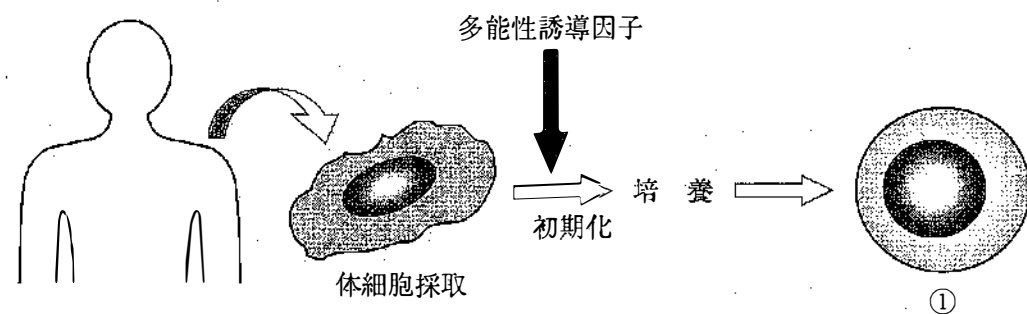 多能性誘導因子
培養
初期化
体細胞採取
①